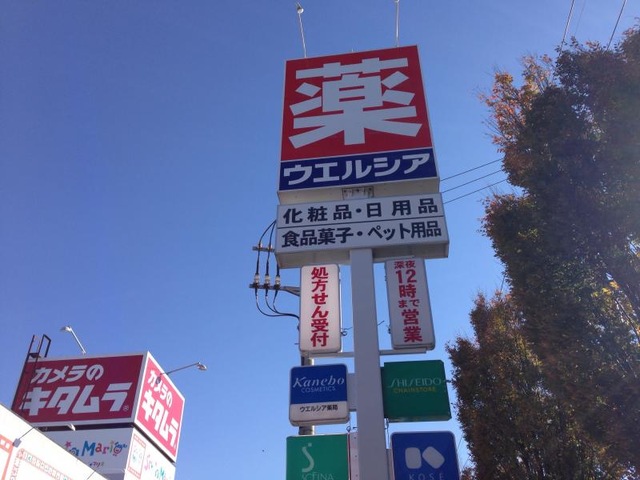 薬
ウエルシア
化粧品・日用品
食品菓子・ペット用品
処方せん受付
深夜
12時まで営業
Kanebo
COSMETICS
ウエルシア薬局
SHISEIDO
CHAINSTORE
S
SOFINA
K
KOSÉ
カメラの
キタムラ
カメラの
キタムラ
Mario